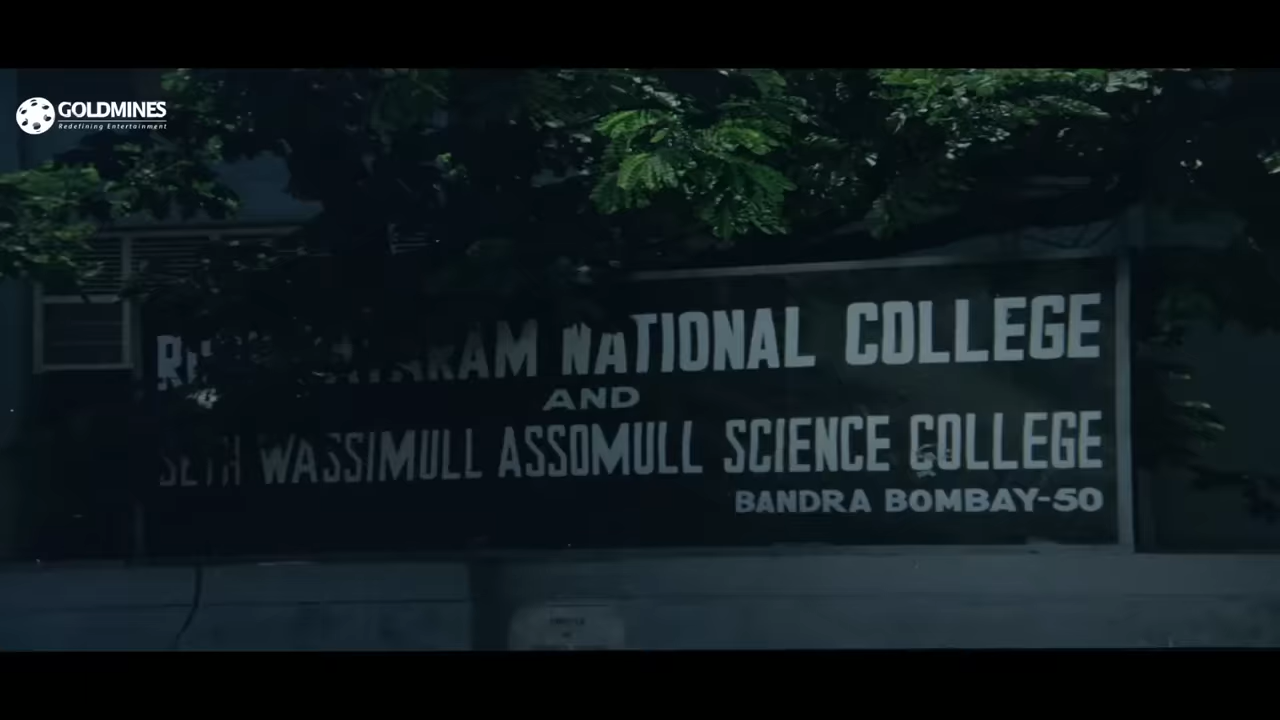 GOLDMINES
Redefining Entertainment
NATIONAL COLLEGE
AND
SETH WASSIMULL ASSOMULL SCIENCE COLLEGE
BANDRA BOMBAY-50